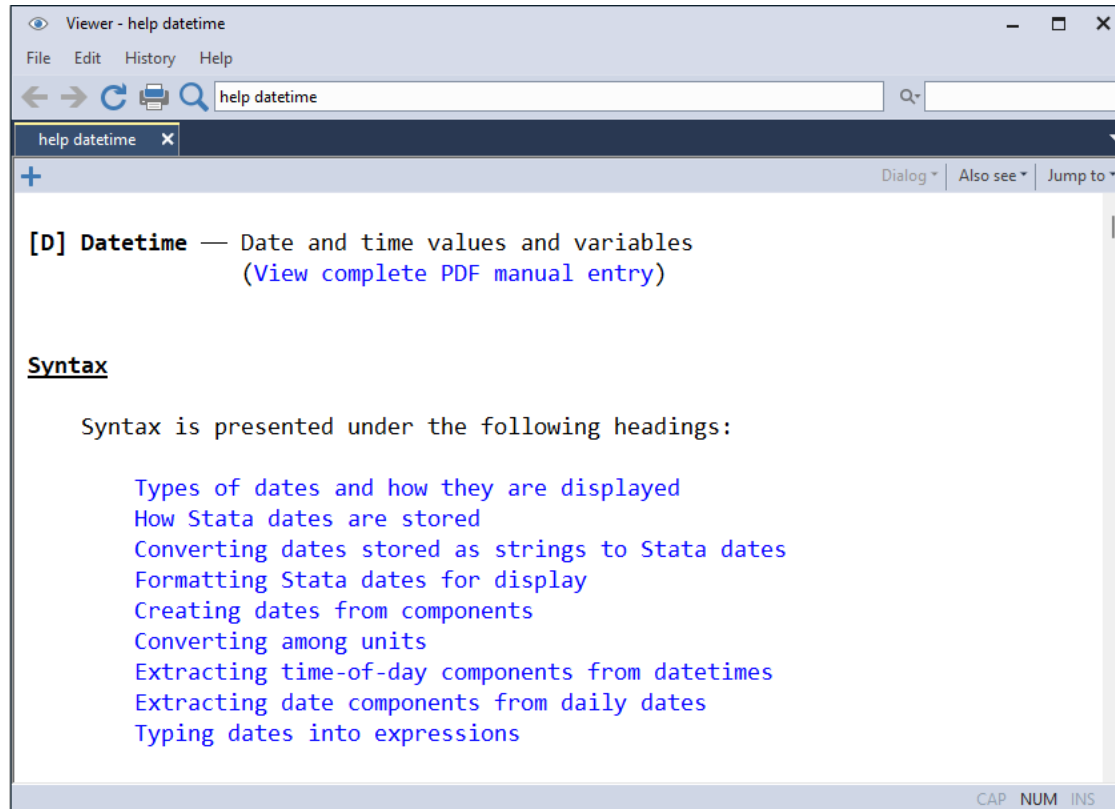 Viewer - help datetime
File Edit History Help
help datetime
help datetime
Dialog Also see Jump to
[D] Datetime — Date and time values and variables
(View complete PDF manual entry)
Syntax
Syntax is presented under the following headings:
Types of dates and how they are displayed
How Stata dates are stored
Converting dates stored as strings to Stata dates
Formatting Stata dates for display
Creating dates from components
Converting among units
Extracting time-of-day components from datetimes
Extracting date components from daily dates
Typing dates into expressions
CAP NUM INS